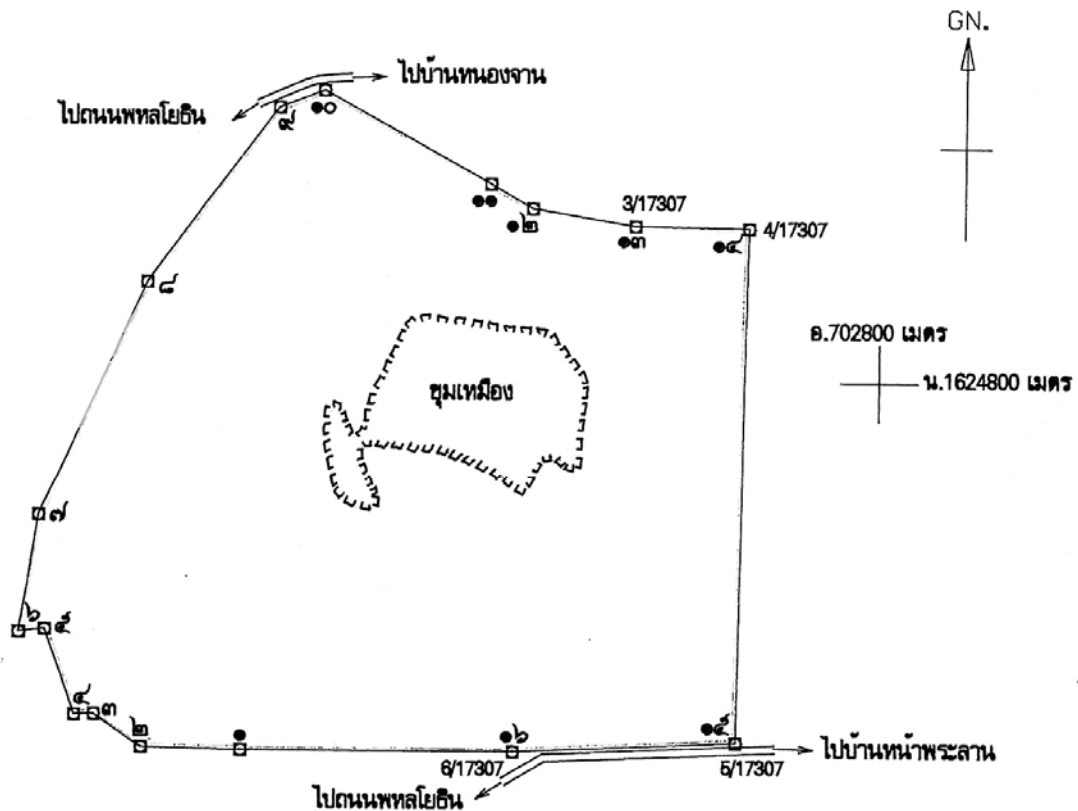 GN.
ไปบ้านหนองจาน
ไปถนนพหลโยธิน
๙
๑๐
๑๑
๑๒
3/17307
๑๓
4/17307
๑๔
๘
อ.702800 เมตร
น.1624800 เมตร
ขุมเหมือง
๗
๖
๕
๔
๓
๒
๑
๑๖
6/17307
๑๕
5/17307
ไปบ้านหน้าพระลาน
ไปถนนพหลโยธิน